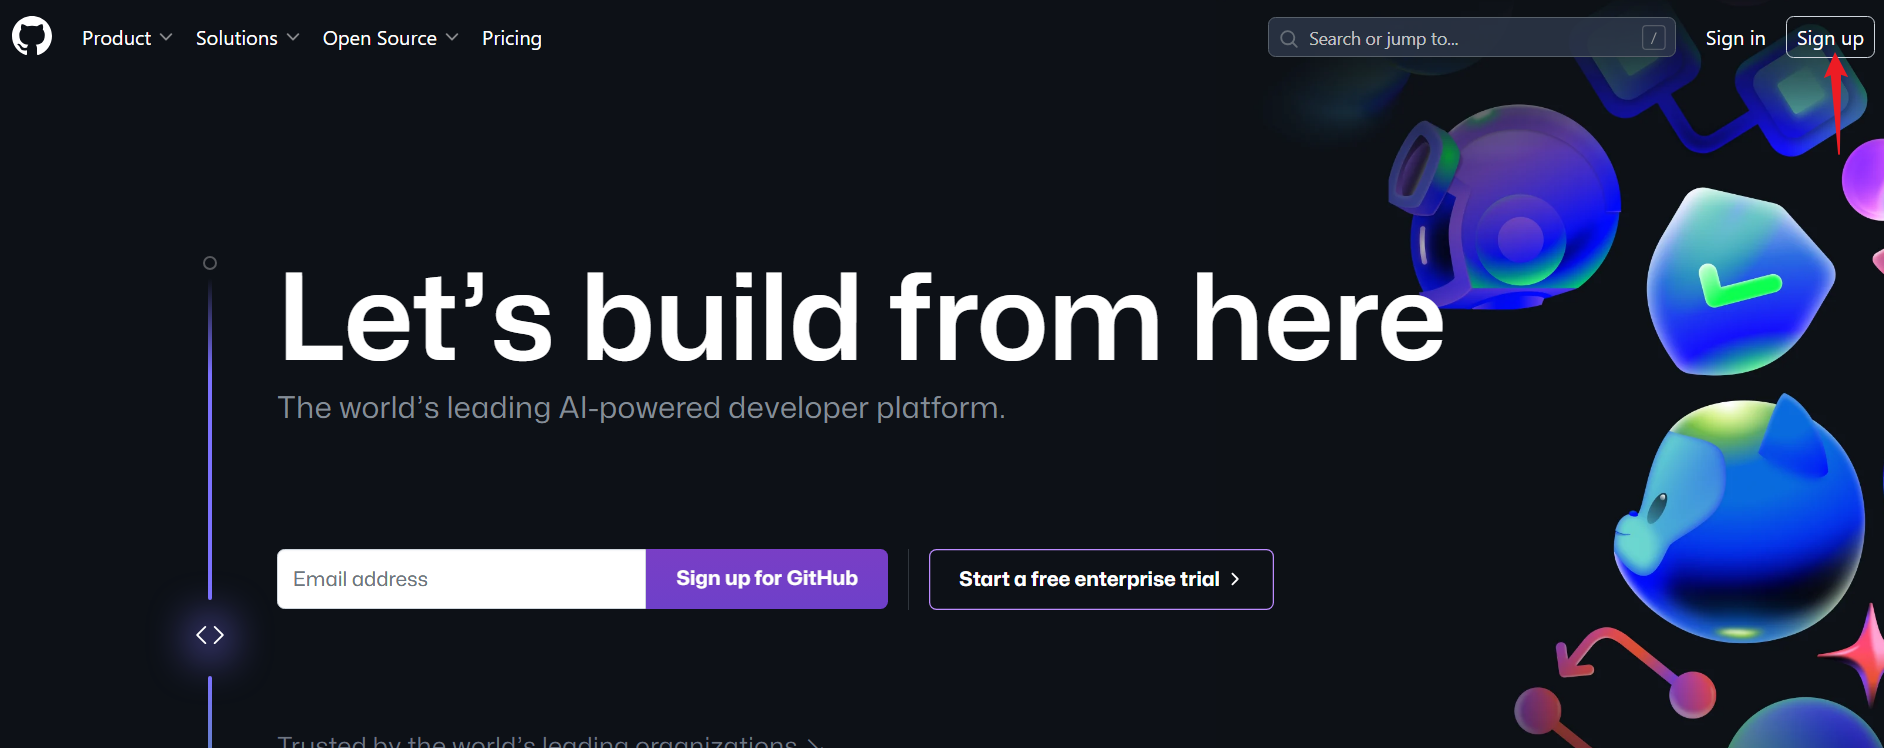 Product Solutions Open Source Pricing Search or jump to... / Sign in Sign up
Let’s build from here
The world’s leading AI-powered developer platform.
Email address Sign up for GitHub Start a free enterprise trial
Trusted by the world’s leading organizations